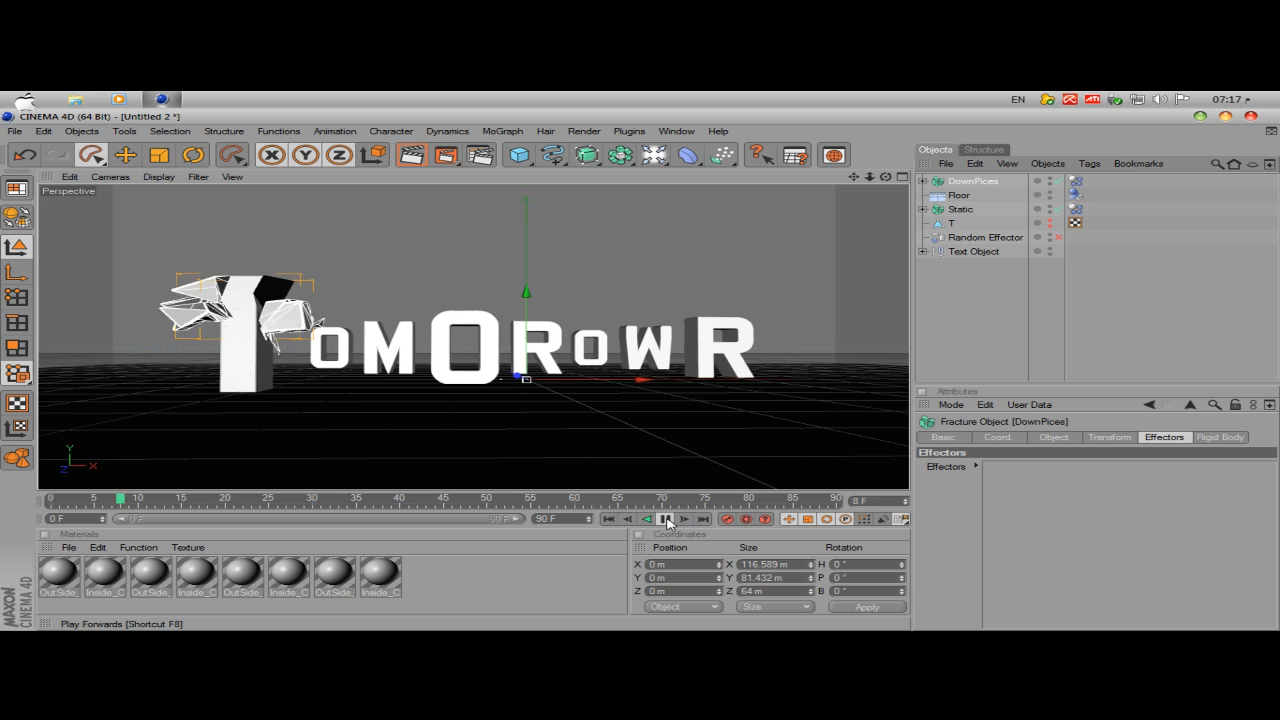 EN
07:17 م
CINEMA 4D (64 Bit) - [Untitled 2 *]
File Edit Objects Tools Selection Structure Functions Animation Character Dynamics MoGraph Hair Render Plugins Window Help
X Y Z
Edit Cameras Display Filter View
Perspective
TOMOROWR
Y
Z X
0 5 10 15 20 25 30 35 40 45 50 55 60 65 70 75 80 85 90
8 F
0 F
0 F
90 F
90 F
Materials
File Edit Function Texture
OutSide_ Inside_C OutSide_ Inside_C OutSide_ Inside_C OutSide_ Inside_C
Coordinates
Position Size Rotation
X 0 m X 116.589 m H 0 °
Y 0 m Y 81.432 m P 0 °
Z 0 m Z 64 m B 0 °
Object Size Apply
MAXON
CINEMA 4D
Play Forwards [Shortcut F8]
Objects Structure
File Edit View Objects Tags Bookmarks
DownPices
Floor
Static
T
Random Effector
Text Object
Attributes
Mode Edit User Data
Fracture Object [DownPices]
Basic Coord. Object Transform Effectors Rigid Body
Effectors
Effectors